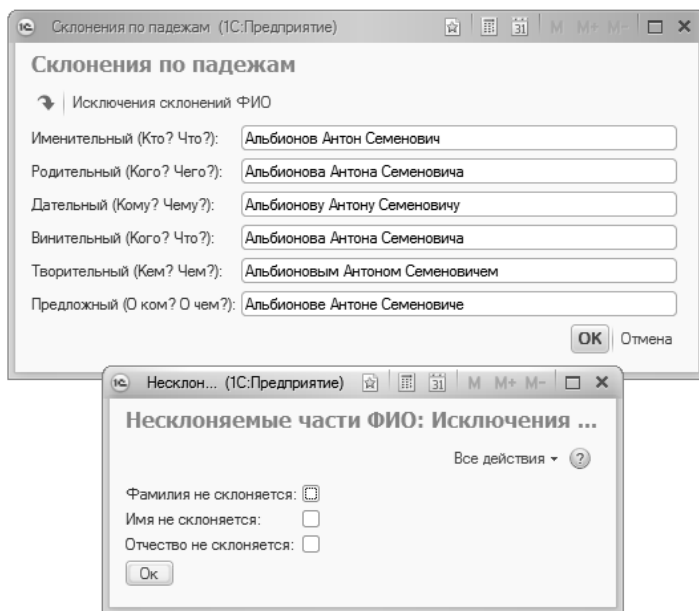 Склонения по падежам (1С:Предприятие) 31 M M+ M-
Склонения по падежам
Исключения склонений ФИО
Именительный (Кто? Что?): Альбионов Антон Семенович
Родительный (Кого? Чего?): Альбионова Антона Семеновича
Дательный (Кому? Чему?): Альбионову Антону Семеновичу
Винительный (Кого? Что?): Альбионова Антона Семеновича
Творительный (Кем? Чем?): Альбионовым Антоном Семеновичем
Предложный (О ком? О чем?): Альбионове Антоне Семеновиче
ОК Отмена
Несклон... (1С:Предприятие) 31 M M+ M-
Несклоняемые части ФИО: Исключения ...
Все действия ?
Фамилия не склоняется:
Имя не склоняется:
Отчество не склоняется:
Ок